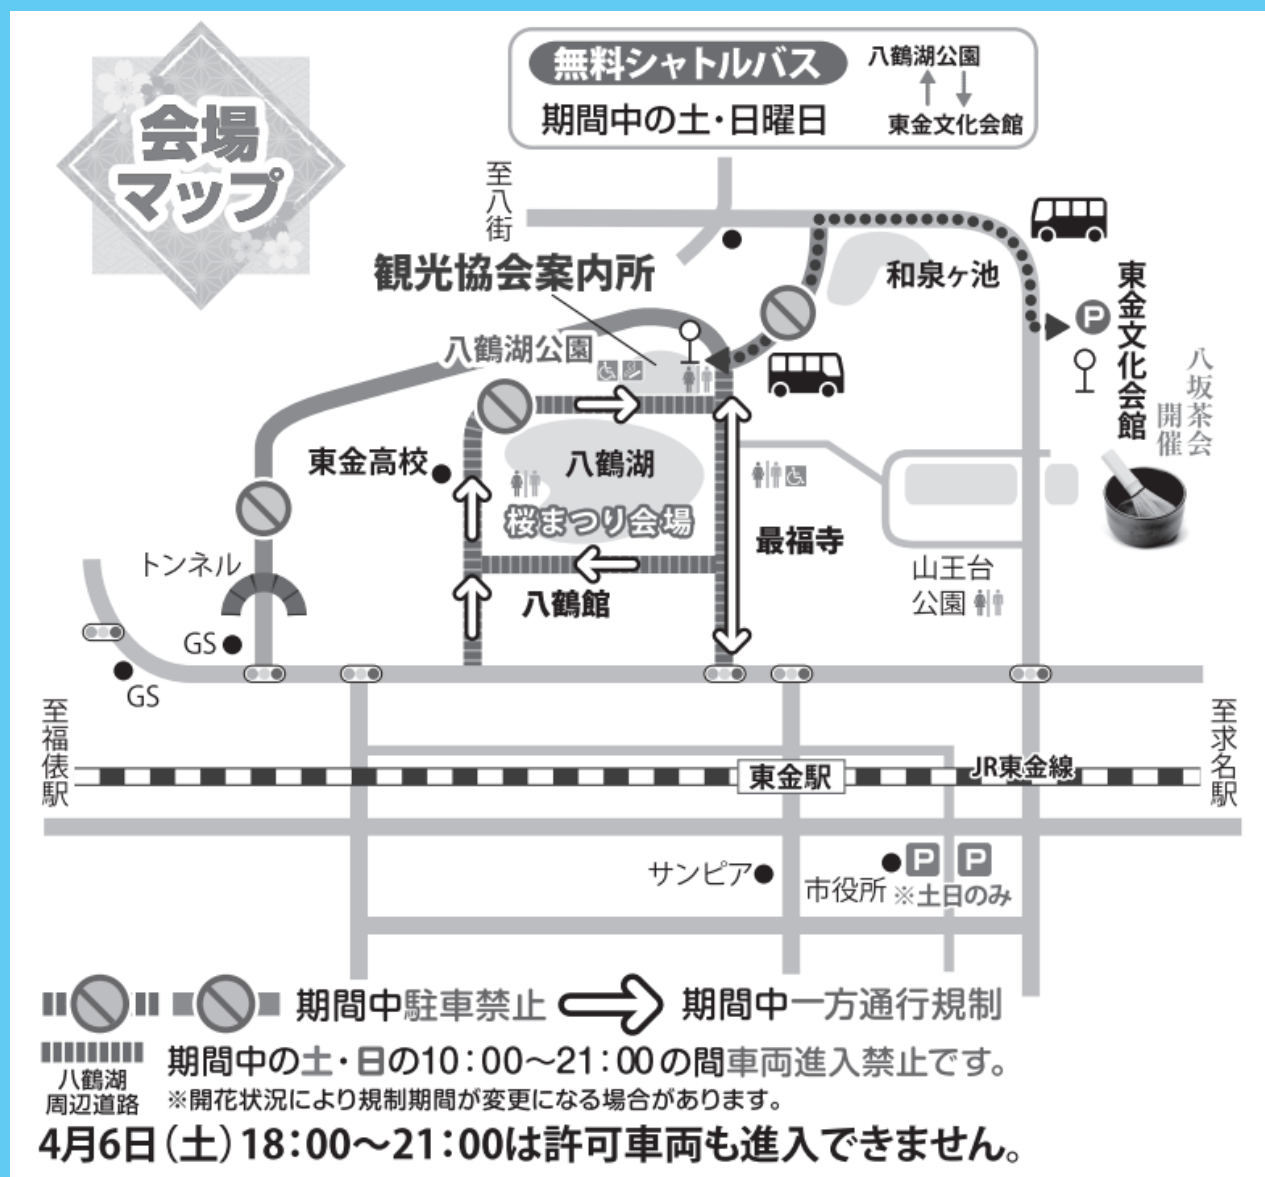 会場
マップ
無料シャトルバス
期間中の土・日曜日
八鶴湖公園
東金文化会館
至八街
観光協会案内所
和泉ヶ池
八鶴湖公園
P
東金文化会館
八坂茶会
開催
東金高校
八鶴湖
桜まつり会場
最福寺
トンネル
八鶴館
山王台
公園
GS
GS
至福俵駅
至求名駅
東金駅
JR東金線
サンピア
市役所
P
P
※土日のみ
期間中駐車禁止
期間中一方通行規制
八鶴湖
周辺道路
期間中の土・日の10:00〜21:00の間車両進入禁止です。
※開花状況により規制期間が変更になる場合があります。
4月6日(土)18:00〜21:00は許可車両も進入できません。